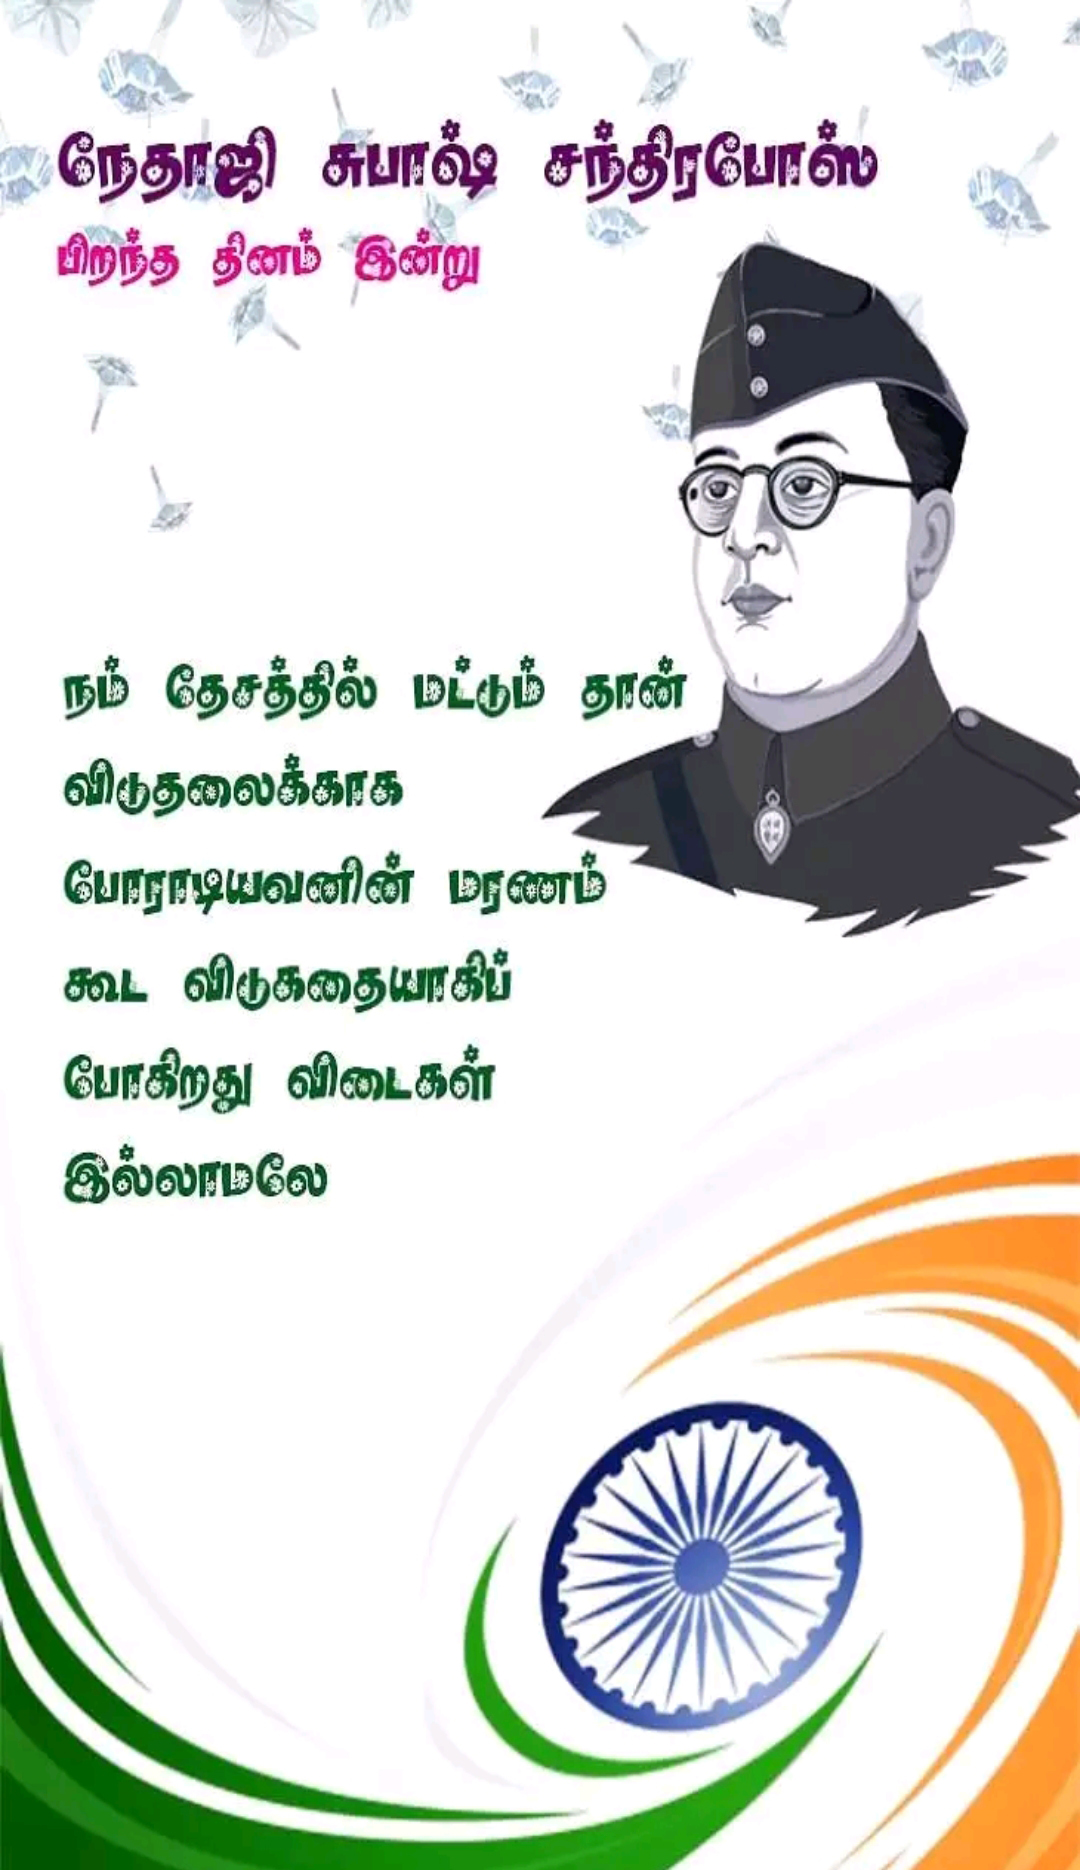 நேதாஜி சுபாஷ் சந்திரபோஸ்
பிறந்த தினம் இன்று
நம் தேசத்தில் மட்டும் தான்
விடுதலைக்காக
போராடியவனின் மரணம்
கூட விடுகதையாகிப்
போகிறது விடைகள்
இல்லாமலே